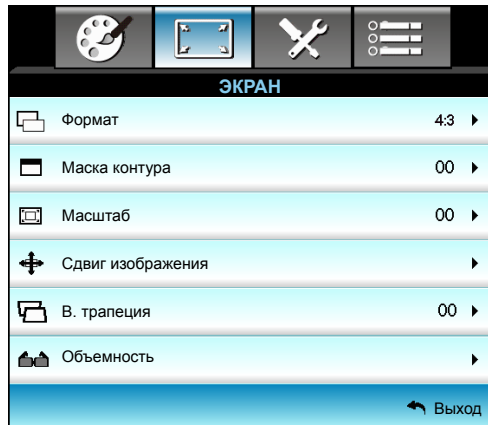 ЭКРАН
Формат 4:3
Маска контура 00
Масштаб 00
Сдвиг изображения
В. трапеция 00
Объемность
Выход